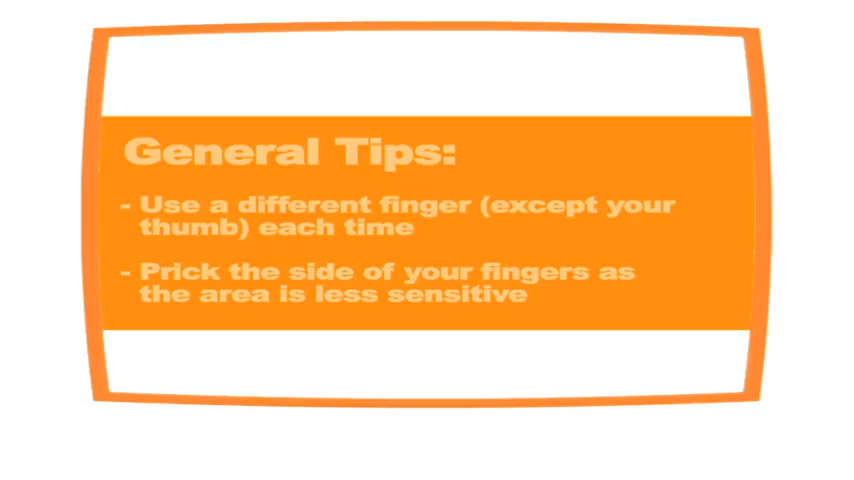 General Tips:
- Use a different finger (except your
thumb) each time
- Prick the side of your fingers as
the area is less sensitive